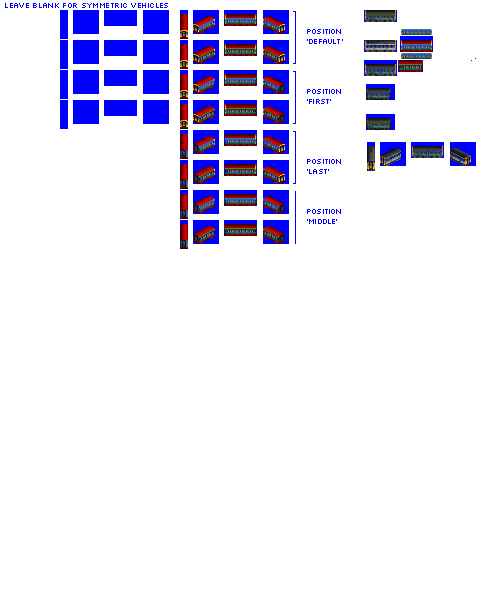 LEAVE BLANK FOR SYMMETRIC VEHICLES
POSITION
'DEFAULT'
POSITION
'FIRST'
POSITION
'LAST'
POSITION
'MIDDLE'